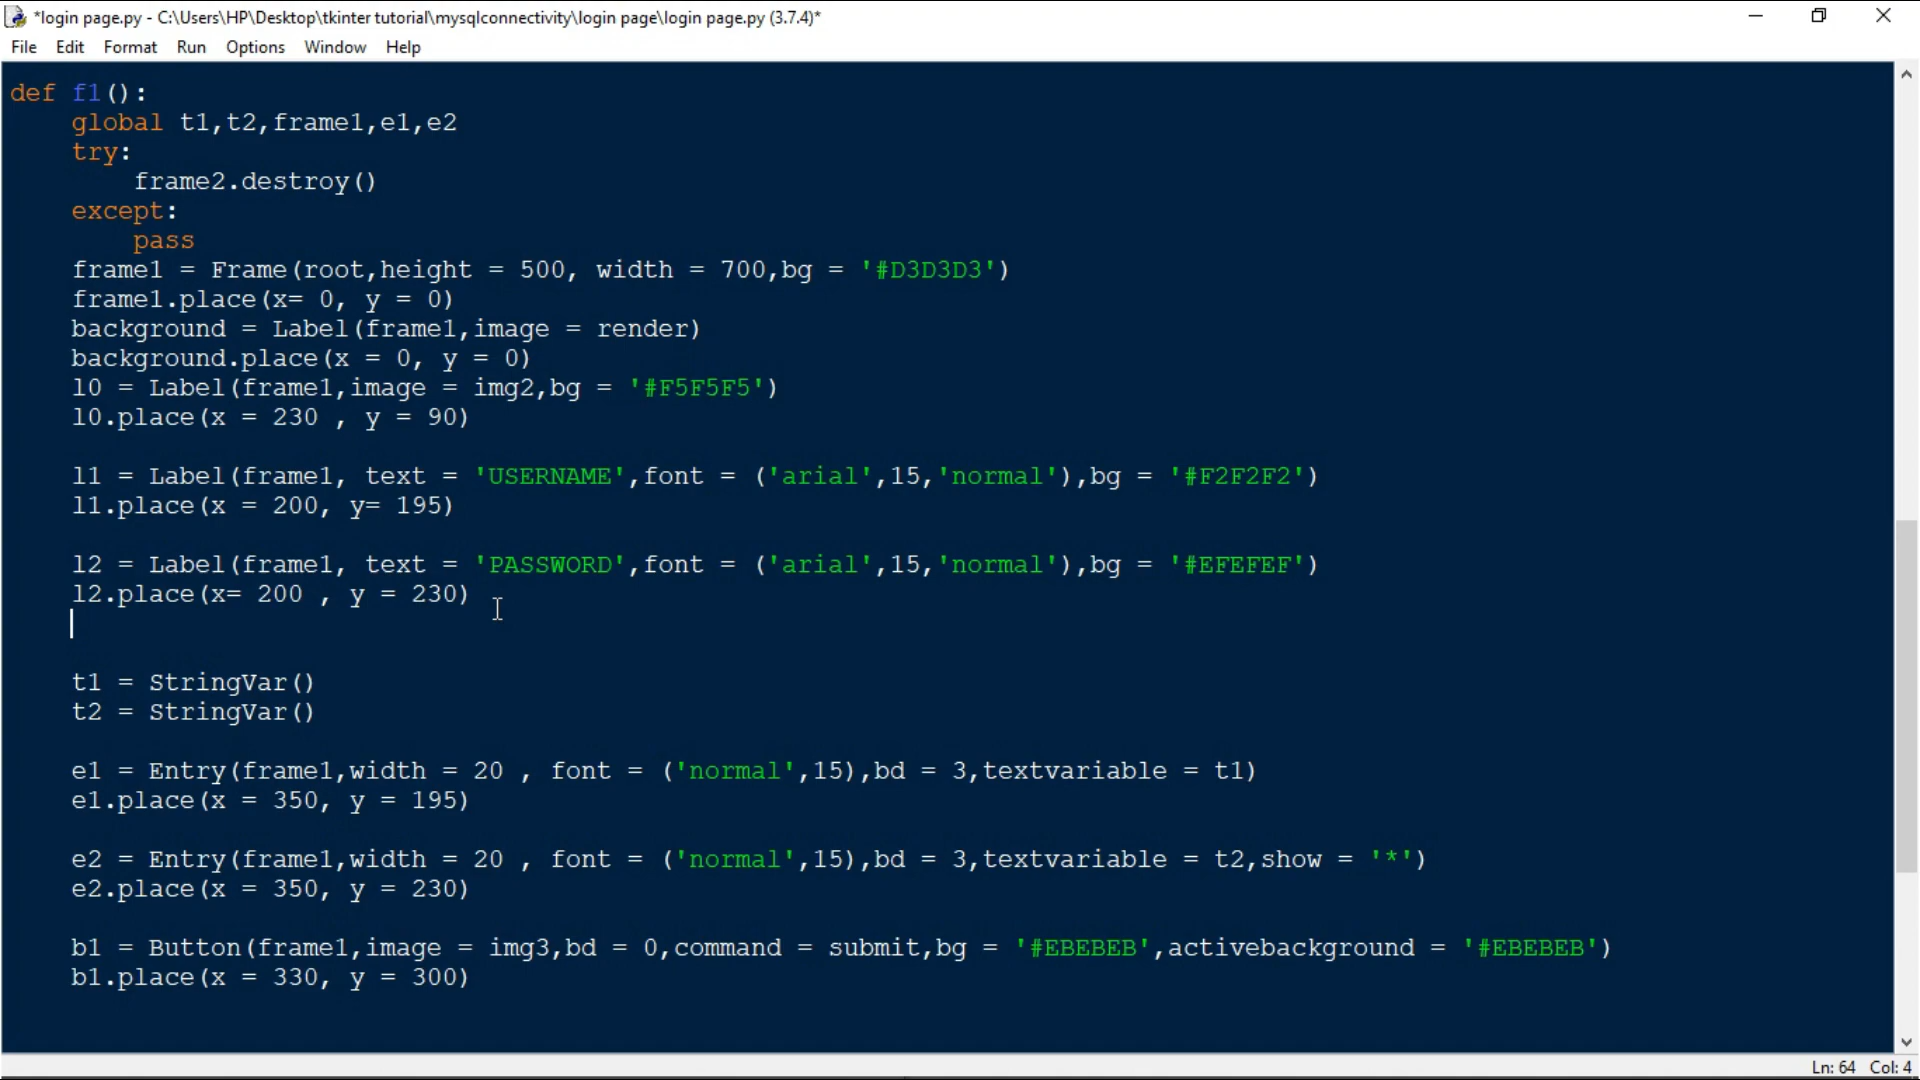 *login page.py - C:\Users\HP\Desktop\tkinter tutorial\mysqlconnectivity\login page\login page.py (3.7.4)*
File Edit Format Run Options Window Help
def f1():
    global t1,t2,frame1,e1,e2
    try:
        frame2.destroy()
    except:
        pass
    frame1 = Frame(root,height = 500, width = 700,bg = '#D3D3D3')
    frame1.place(x= 0, y = 0)
    background = Label(frame1,image = render)
    background.place(x = 0, y = 0)
    l0 = Label(frame1,image = img2,bg = '#F5F5F5')
    l0.place(x = 230 , y = 90)
    l1 = Label(frame1, text = 'USERNAME',font = ('arial',15,'normal'),bg = '#F2F2F2')
    l1.place(x = 200, y= 195)
    l2 = Label(frame1, text = 'PASSWORD',font = ('arial',15,'normal'),bg = '#EFEFEF')
    l2.place(x= 200 , y = 230)
    t1 = StringVar()
    t2 = StringVar()
    e1 = Entry(frame1,width = 20 , font = ('normal',15),bd = 3,textvariable = t1)
    e1.place(x = 350, y = 195)
    e2 = Entry(frame1,width = 20 , font = ('normal',15),bd = 3,textvariable = t2,show = '*')
    e2.place(x = 350, y = 230)
    b1 = Button(frame1,image = img3,bd = 0,command = submit,bg = '#EBEBEB',activebackground = '#EBEBEB')
    b1.place(x = 330, y = 300)
Ln: 64 Col: 4